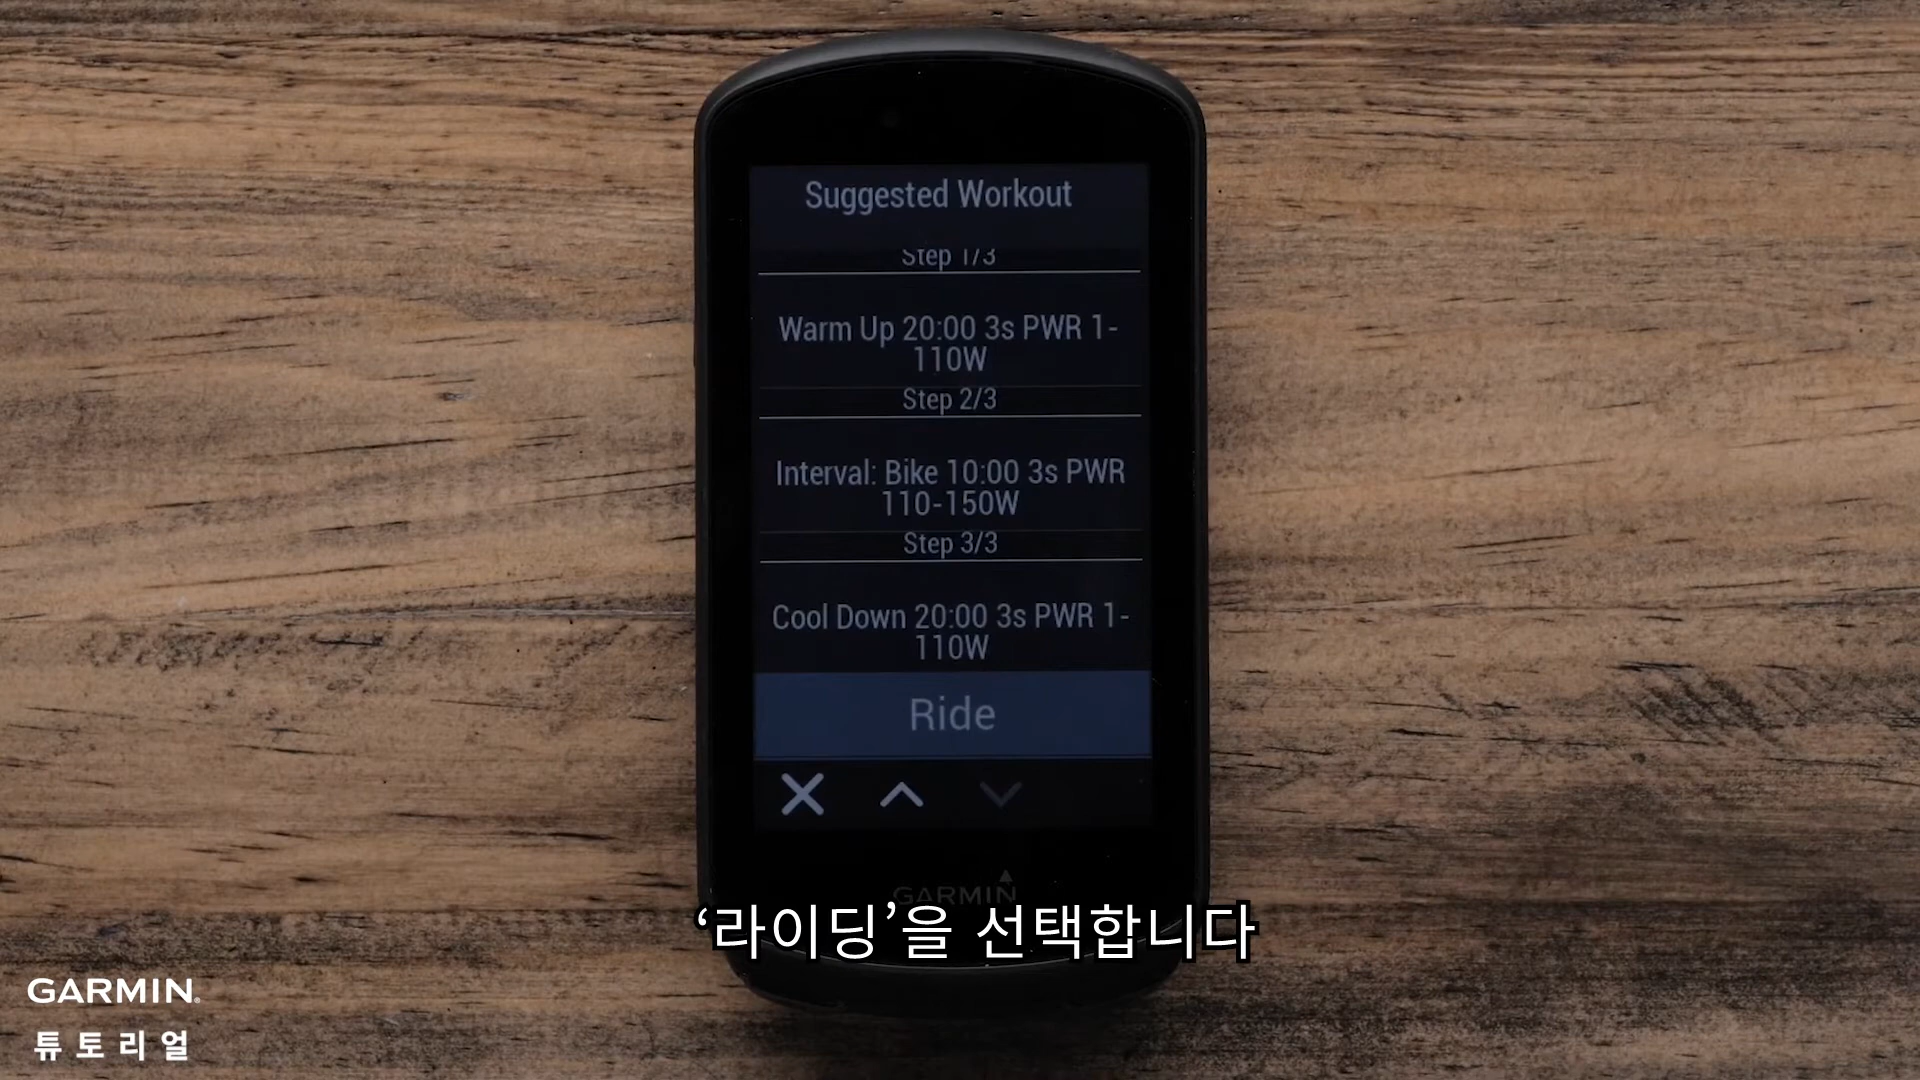 Suggested Workout
Step 1/3
Warm Up 20:00 3s PWR 1-
110W
Step 2/3
Interval: Bike 10:00 3s PWR
110-150W
Step 3/3
Cool Down 20:00 3s PWR 1-
110W
Ride
GARMIN
‘라이딩’을 선택합니다
GARMIN.
튜토리얼